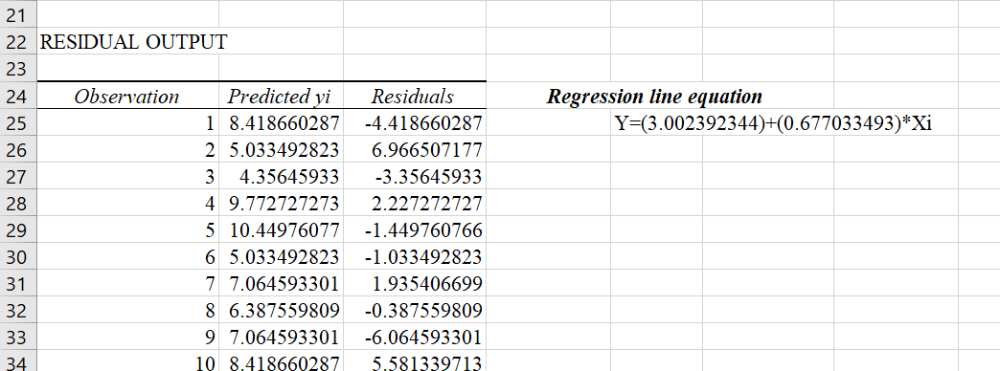 21
22 RESIDUAL OUTPUT
23
24 Observation Predicted yi Residuals Regression line equation
25 1 8.418660287 -4.418660287 Y=(3.002392344)+(0.677033493)*Xi
26 2 5.033492823 6.966507177
27 3 4.35645933 -3.35645933
28 4 9.772727273 2.227272727
29 5 10.44976077 -1.449760766
30 6 5.033492823 -1.033492823
31 7 7.064593301 1.935406699
32 8 6.387559809 -0.387559809
33 9 7.064593301 -6.064593301
34 10 8.418660287 5.581339713